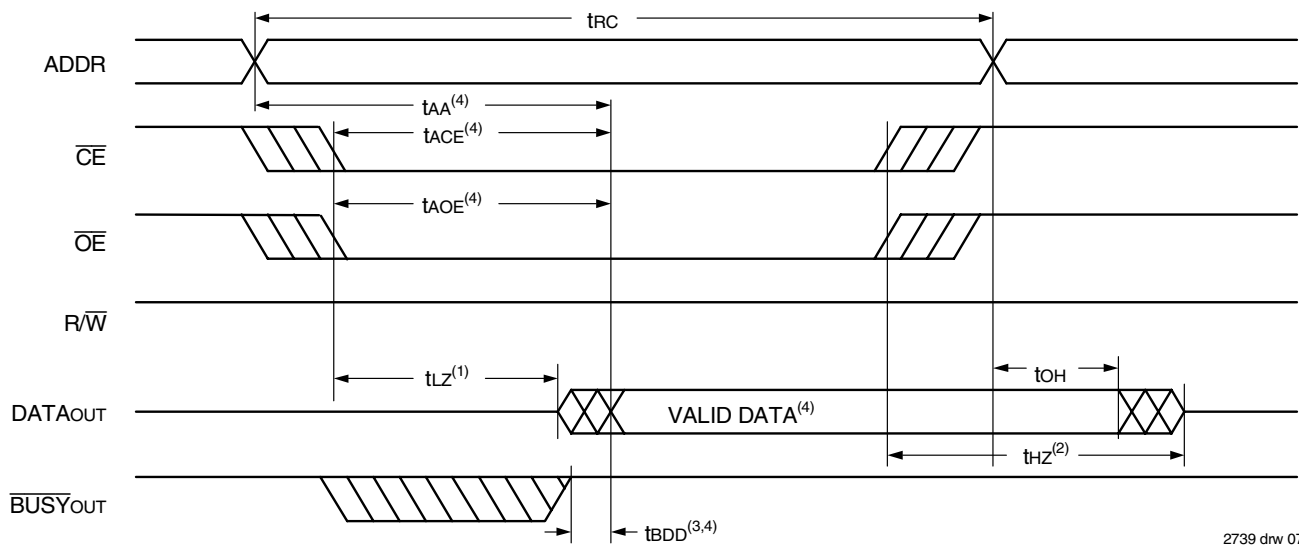 tRC
ADDR
tAA(4)
tACE(4)
CE
tAOE(4)
OE
R/W
tLZ(1)
tOH
DATAOUT
VALID DATA(4)
tHZ(2)
BUSYOUT
tBDD(3,4)
2739 drw 07